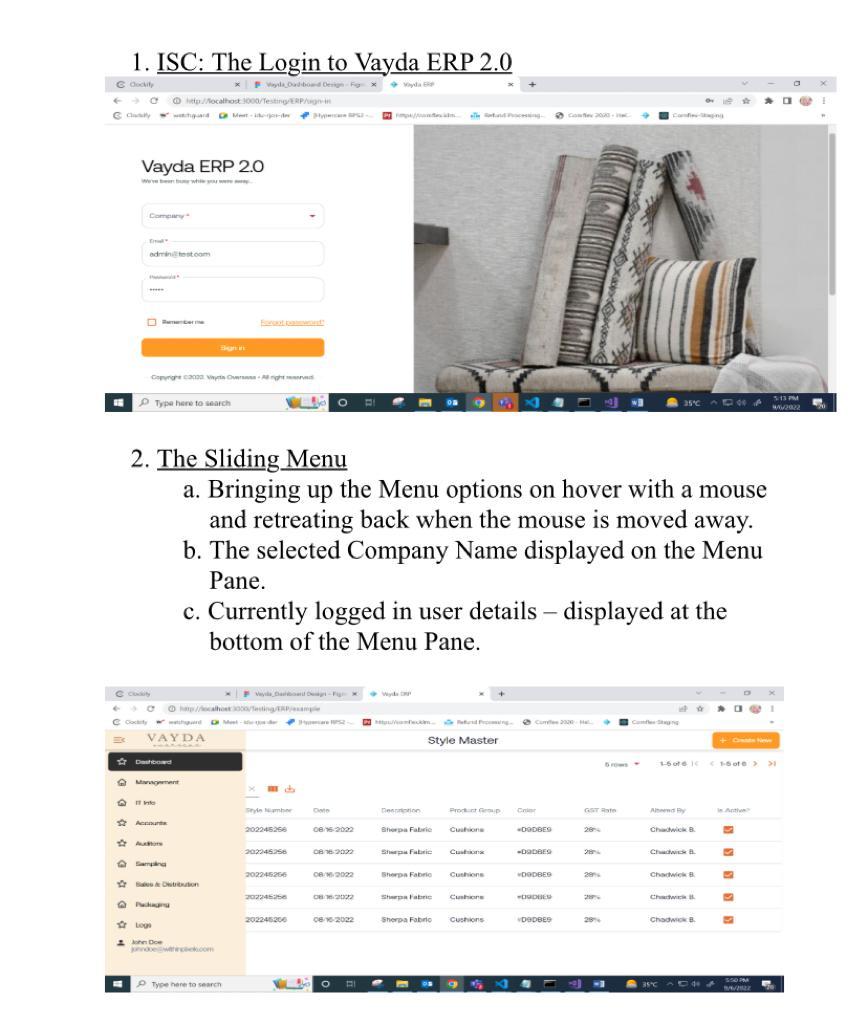 1. ISC: The Login to Vayda ERP 2.0
Clockify Vayda_Dashboard Design - Figm Vayda ERP
http://localhost:3000/Testing/ERP/sign-in
Clockify watchguard Meet - idu-rjos-der [Hypercare RPS2 -... https://cornflex.idm... Refund Processing... Cornflex 2020 - Hel... Cornflex-Staging
Vayda ERP 2.0
We've been busy while you were away..
Company *
Email *
admin@test.com
Password *
•••••
Remember me Forgot password?
Sign in
Copyright ©2022. Vayda Overseas • All right reserved.
Type here to search 35°C 5:13 PM
9/6/2022
2. The Sliding Menu
a. Bringing up the Menu options on hover with a mouse
and retreating back when the mouse is moved away.
b. The selected Company Name displayed on the Menu
Pane.
c. Currently logged in user details – displayed at the
bottom of the Menu Pane.
Clockify Vayda_Dashboard Design - Figm Vayda ERP
http://localhost:3000/Testing/ERP/example
Clockify watchguard Meet - idu-rjos-der [Hypercare RPS2 -... Refund Processing... Cornflex 2020 - Hel... Cornflex-Staging
VAYDA Style Master + Create New
Dashboard 5 rows 1-5 of 6 1-5 of 6
Management
IT Info
Style Number Date Description Product Group Color GST Rate Altered By Is Active?
Accounts 202245256 08/16/2022 Sherpa Fabric Cushions #D9DBE9 28% Chadwick B.
Auditors 202245256 08/16/2022 Sherpa Fabric Cushions #D9DBE9 28% Chadwick B.
Sampling 202245256 08/16/2022 Sherpa Fabric Cushions #D9DBE9 28% Chadwick B.
Sales & Distribution
Packaging 202245256 08/16/2022 Sherpa Fabric Cushions #D9DBE9 28% Chadwick B.
Logs 202245256 08/16/2022 Sherpa Fabric Cushions #D9DBE9 28% Chadwick B.
John Doe
johndoe@withinpixels.com
Type here to search 35°C 5:50 PM
9/6/2022